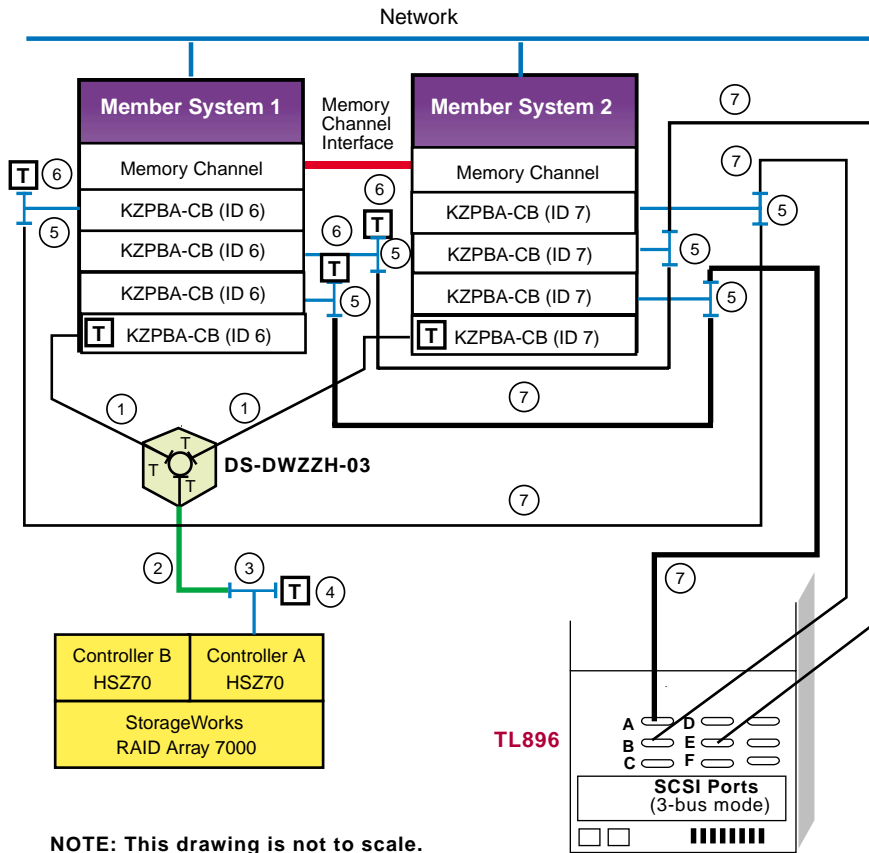 Network
Member System 1
Memory
Channel
Interface
Member System 2
7
7
Memory Channel
Memory Channel
T
6
6
KZPBA-CB (ID 6)
KZPBA-CB (ID 7)
5
T
5
6
KZPBA-CB (ID 6)
KZPBA-CB (ID 7)
5
5
T
KZPBA-CB (ID 6)
KZPBA-CB (ID 7)
5
5
T
KZPBA-CB (ID 6)
T
KZPBA-CB (ID 7)
1
1
7
T
T
T
DS-DWZZH-03
7
2
3
T
4
7
Controller B
HSZ70
Controller A
HSZ70
StorageWorks
RAID Array 7000
TL896
A
D
B
E
C
F
SCSI Ports
(3-bus mode)
NOTE: This drawing is not to scale.